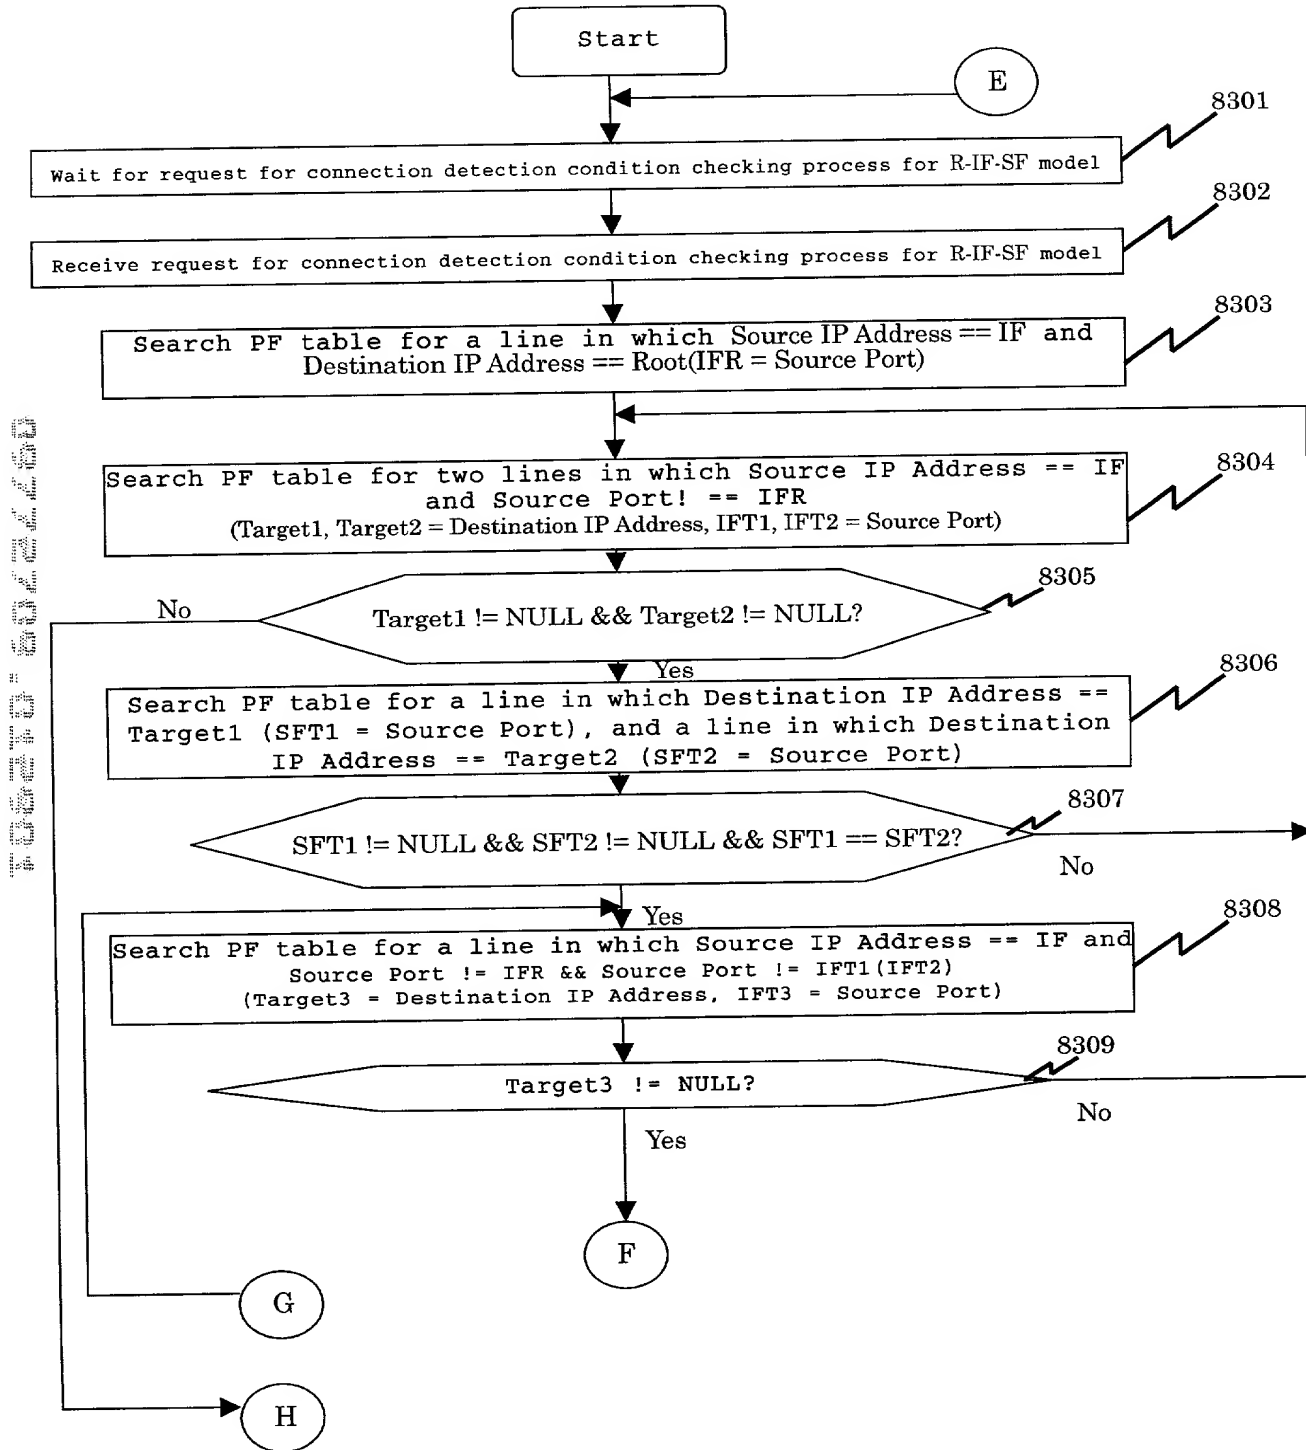 Start
E
8301
Wait for request for connection detection condition checking process for R-IF-SF model
8302
Receive request for connection detection condition checking process for R-IF-SF model
8303
Search PF table for a line in which Source IP Address == IF and
Destination IP Address == Root(IFR = Source Port)
8304
Search PF table for two lines in which Source IP Address == IF
and Source Port! == IFR
(Target1, Target2 = Destination IP Address, IFT1, IFT2 = Source Port)
8305
No
Target1 != NULL && Target2 != NULL?
Yes
8306
Search PF table for a line in which Destination IP Address ==
Target1 (SFT1 = Source Port), and a line in which Destination
IP Address == Target2 (SFT2 = Source Port)
8307
SFT1 != NULL && SFT2 != NULL && SFT1 == SFT2?
No
Yes
8308
Search PF table for a line in which Source IP Address == IF and
Source Port != IFR && Source Port != IFT1(IFT2)
(Target3 = Destination IP Address, IFT3 = Source Port)
8309
Target3 != NULL?
No
Yes
F
G
H